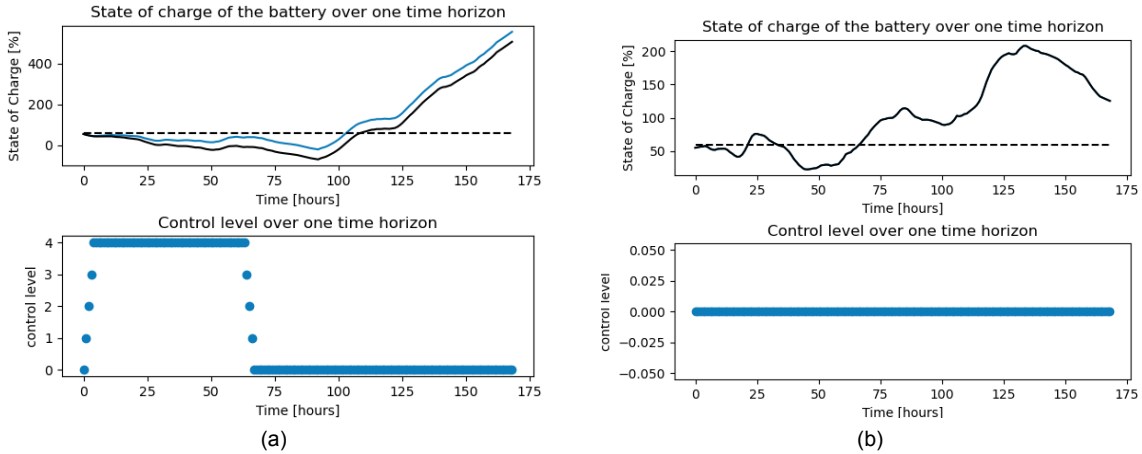 State of charge of the battery over one time horizon
State of Charge [%]
400
200
0
0 25 50 75 100 125 150 175
Time [hours]
Control level over one time horizon
control level
4
3
2
1
0
0 25 50 75 100 125 150 175
Time [hours]
(a)
State of charge of the battery over one time horizon
State of Charge [%]
200
150
100
50
0 25 50 75 100 125 150 175
Time [hours]
Control level over one time horizon
control level
0.050
0.025
0.000
−0.025
−0.050
0 25 50 75 100 125 150 175
Time [hours]
(b)